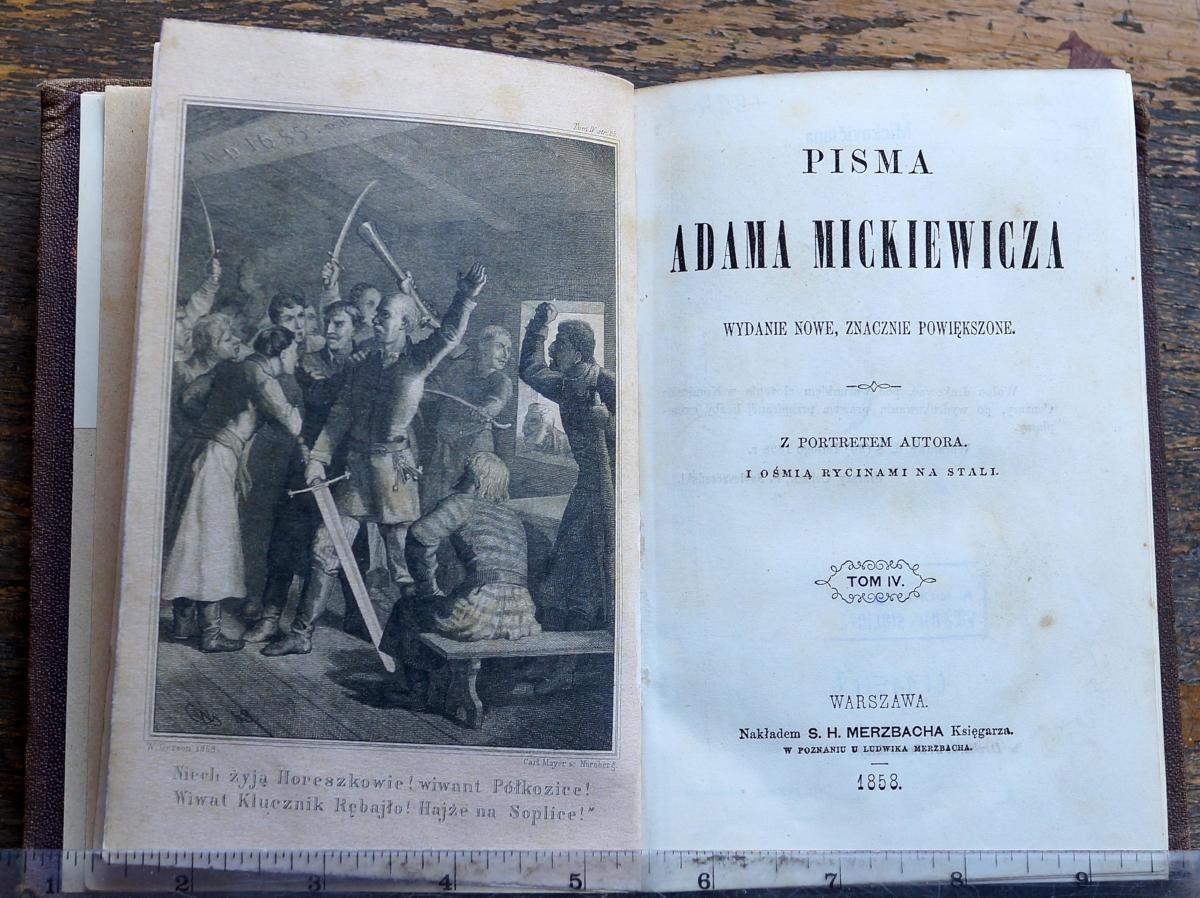 1685
Tom IV str.
W. Gerson 1858.
Carl Mayer sc. Nürnberg.
Niech żyją Horeszkowie! wiwant Półkozice!
Wiwat Klucznik Rębajło! Hajże na Soplice!"
PISMA
ADAMA MICKIEWICZA
WYDANIE NOWE, ZNACZNIE POWIĘKSZONE.
Z PORTRETEM AUTORA.
I OŚMIĄ RYCINAMI NA STALI.
TOM IV.
WARSZAWA.
Nakładem S. H. MERZBACHA Księgarza.
W POZNANIU U LUDWIKA MERZBACHA.
1858.
1 2 3 4 5 6 7 8 9